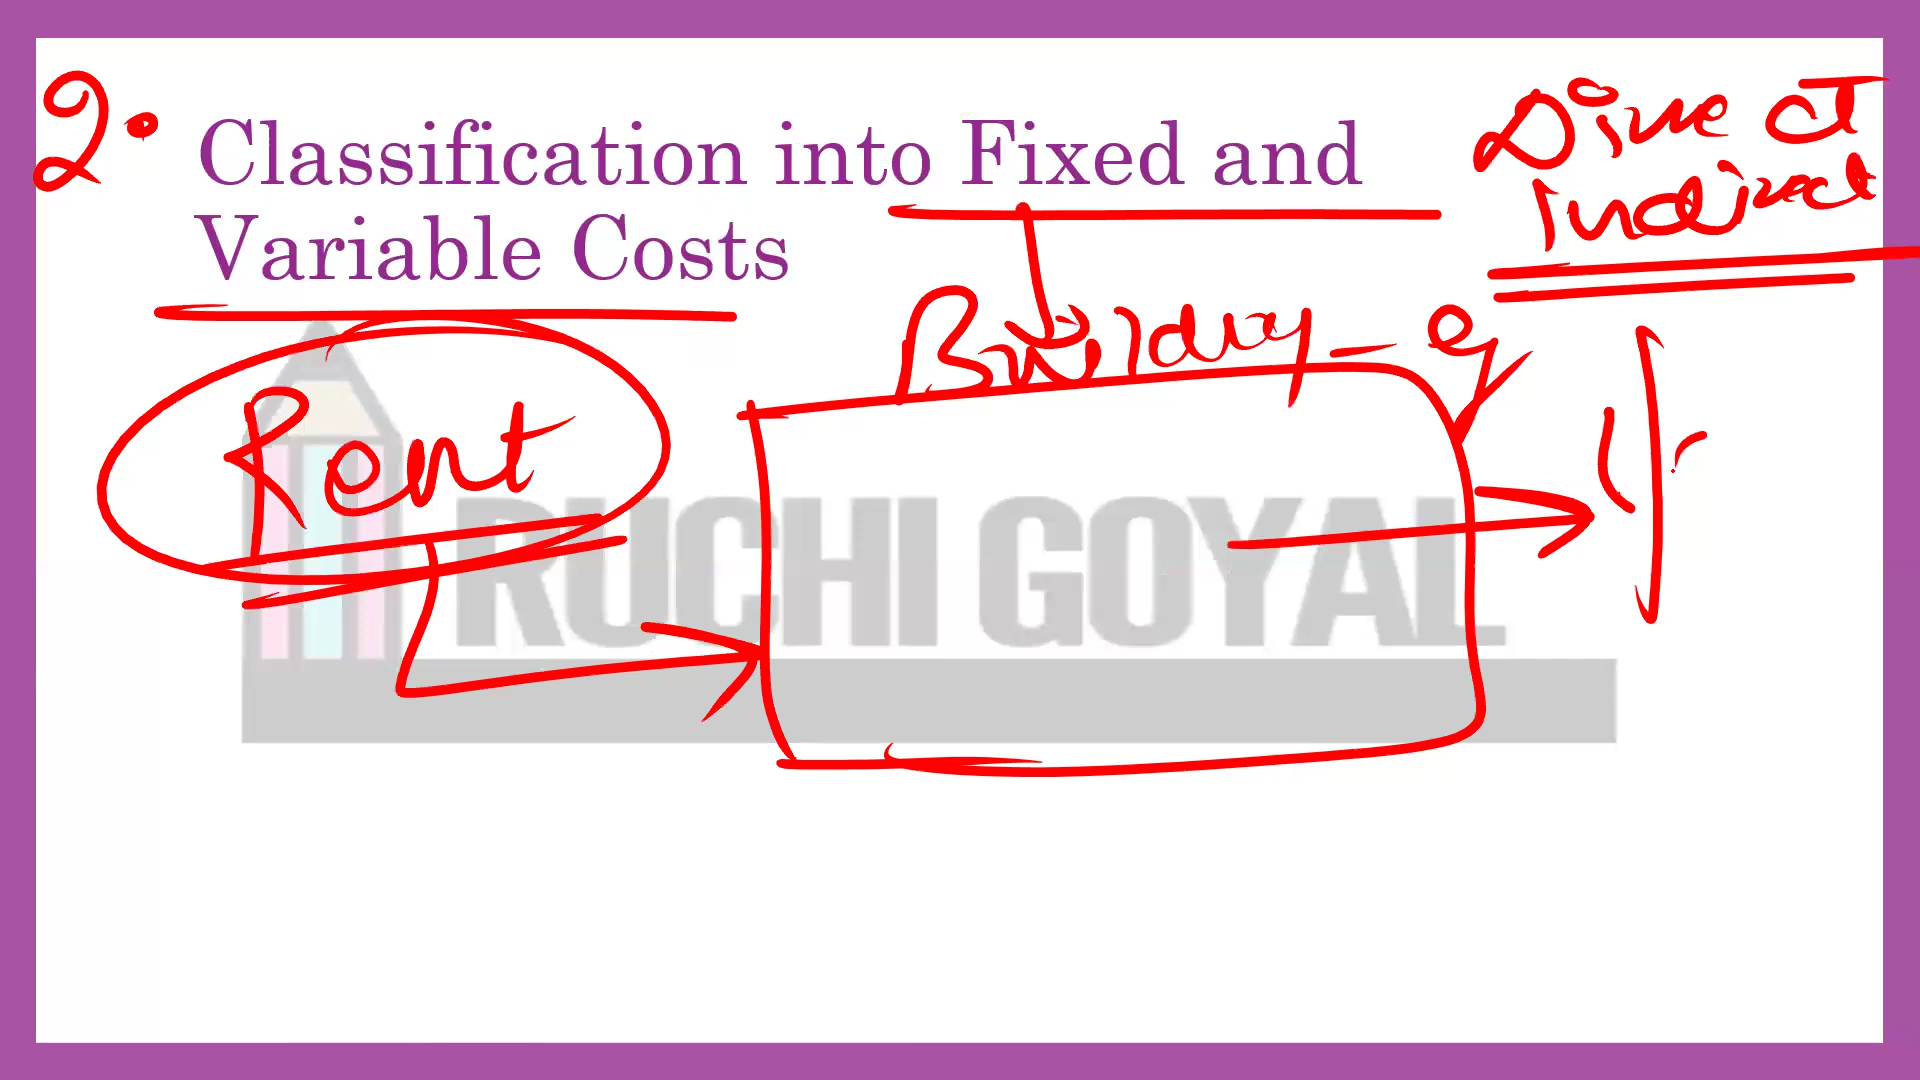 2.
Classification into Fixed and
Variable Costs
Direct
indirect
Building - g
Rent
RUCHI GOYAL